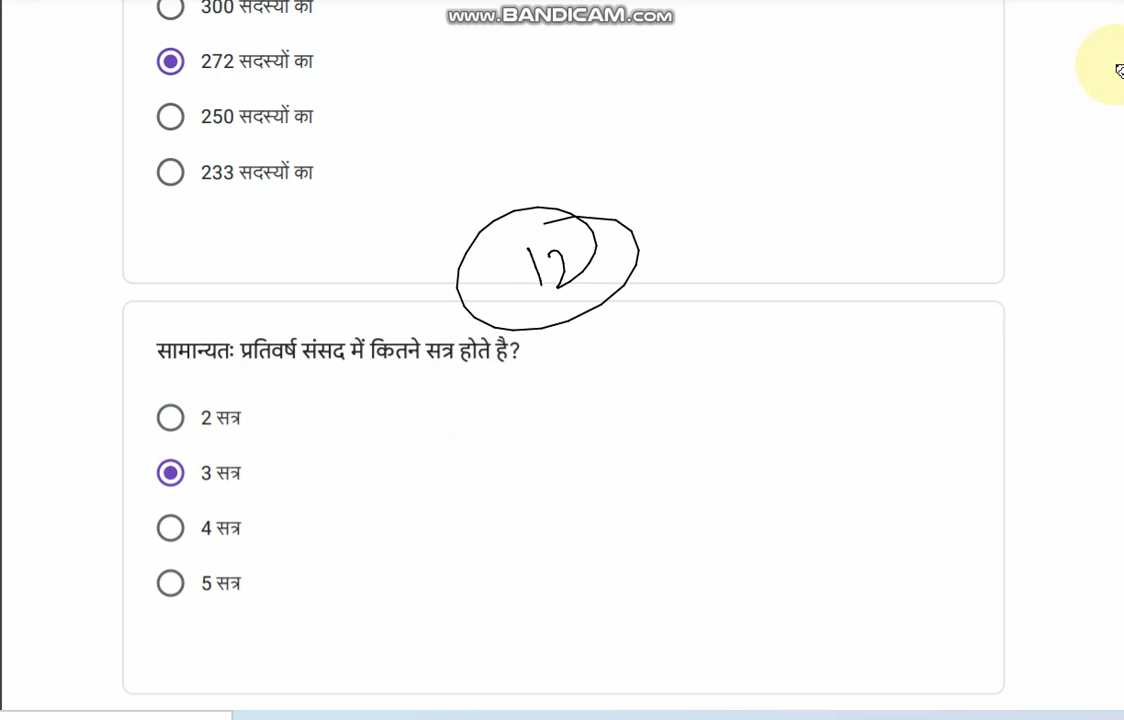 www.BANDICAM.com
300 सदस्यों का
272 सदस्यों का
250 सदस्यों का
233 सदस्यों का
12
सामान्यतः प्रतिवर्ष संसद में कितने सत्र होते है?
2 सत्र
3 सत्र
4 सत्र
5 सत्र